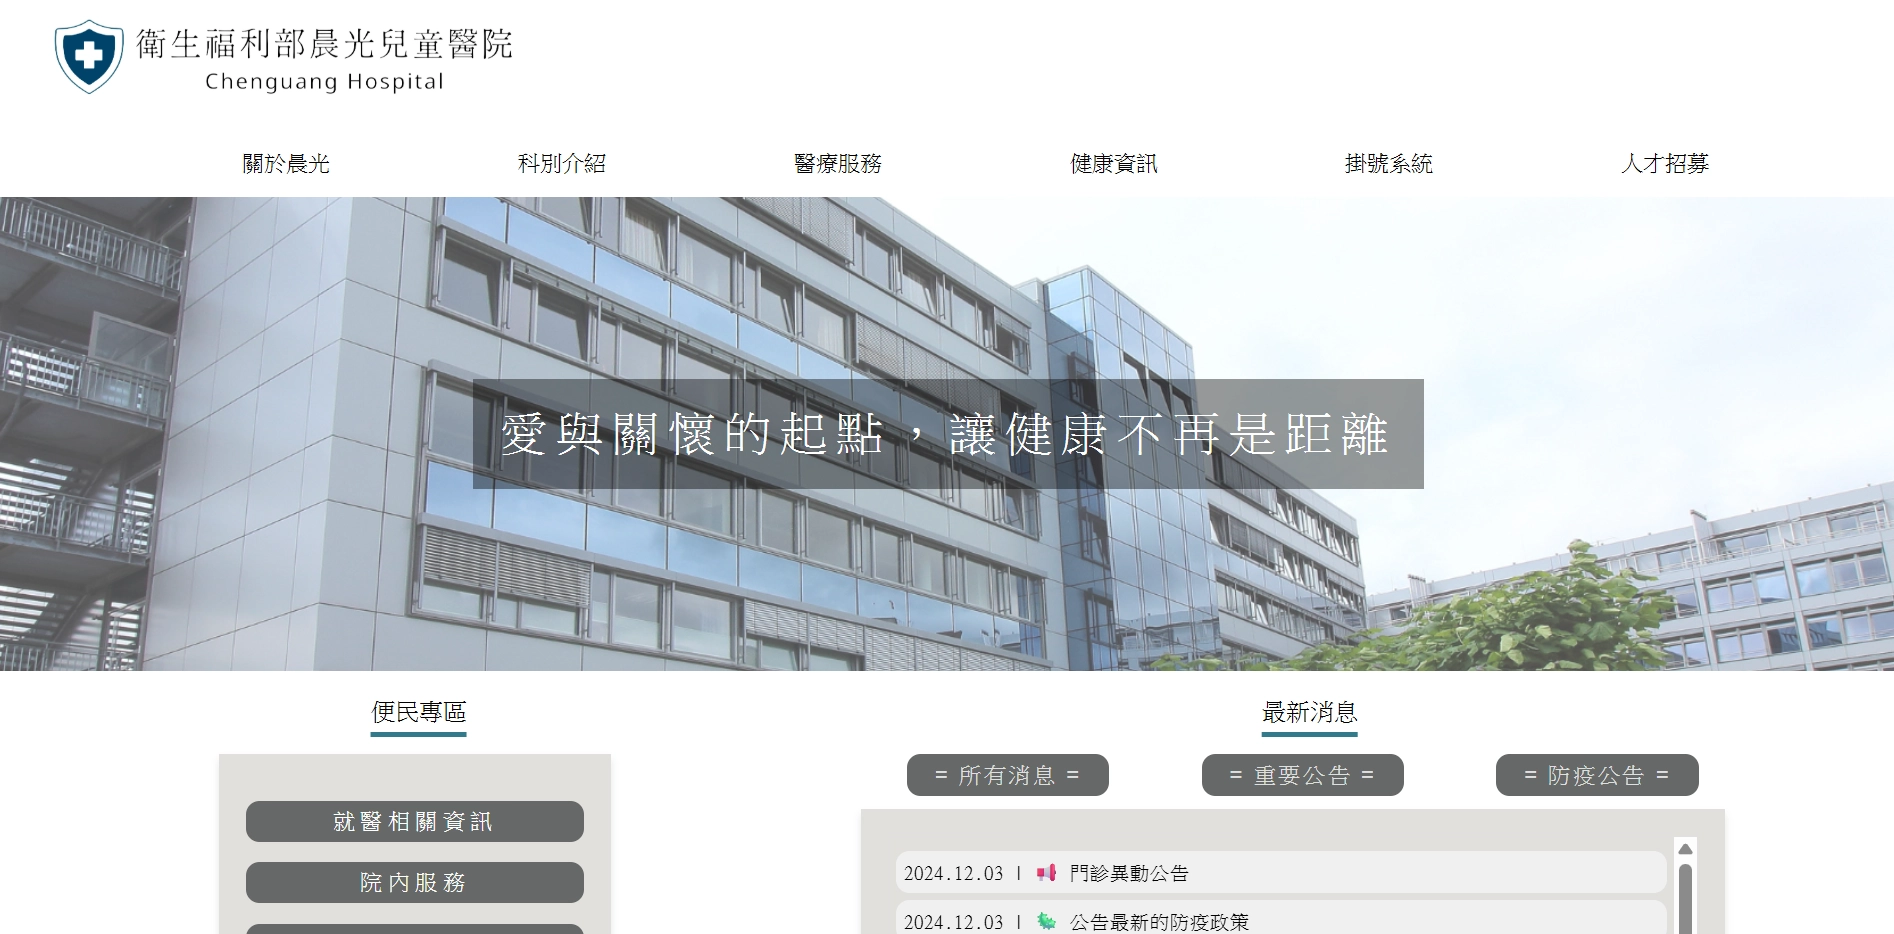 衛生福利部晨光兒童醫院
Chenguang Hospital
關於晨光 科別介紹 醫療服務 健康資訊 掛號系統 人才招募
愛與關懷的起點，讓健康不再是距離
便民專區
就醫相關資訊
院內服務
最新消息
= 所有消息 = = 重要公告 = = 防疫公告 =
2024.12.03 | 門診異動公告
2024.12.03 | 公告最新的防疫政策